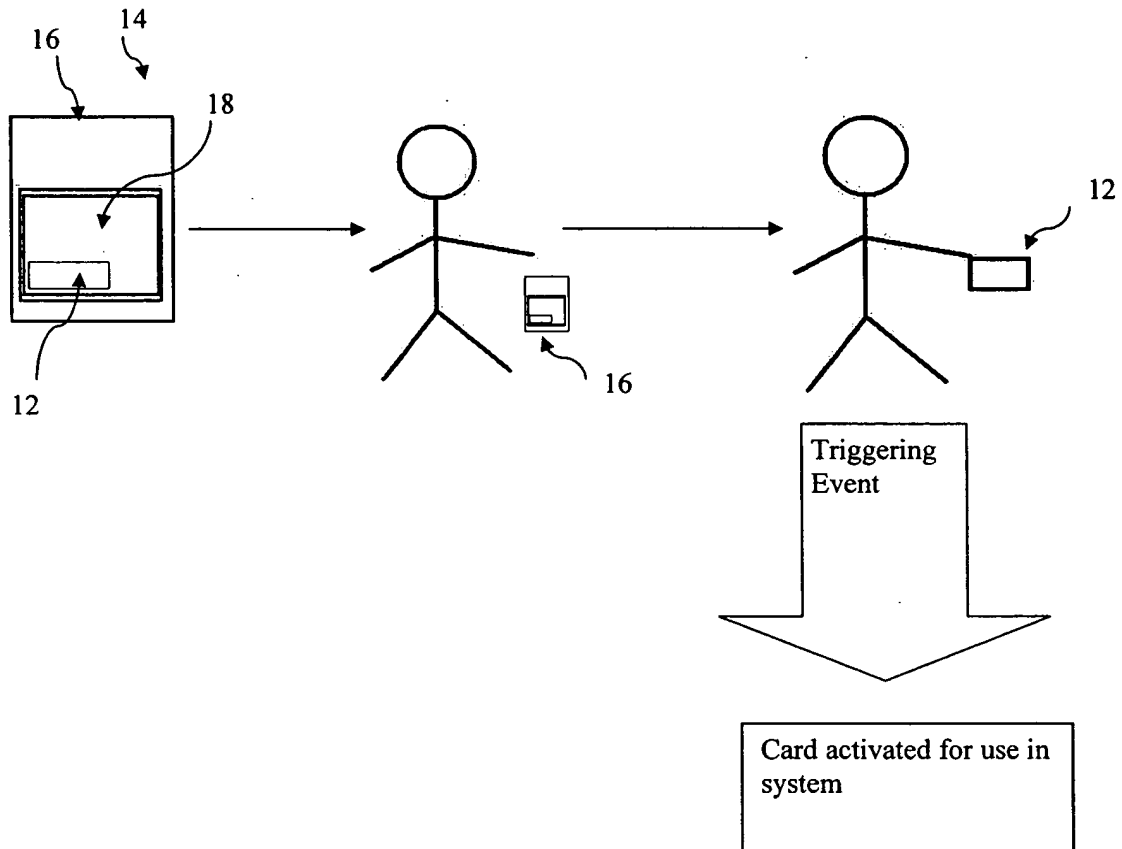 14
16
18
12
12
16
Triggering
Event
Card activated for use in
system